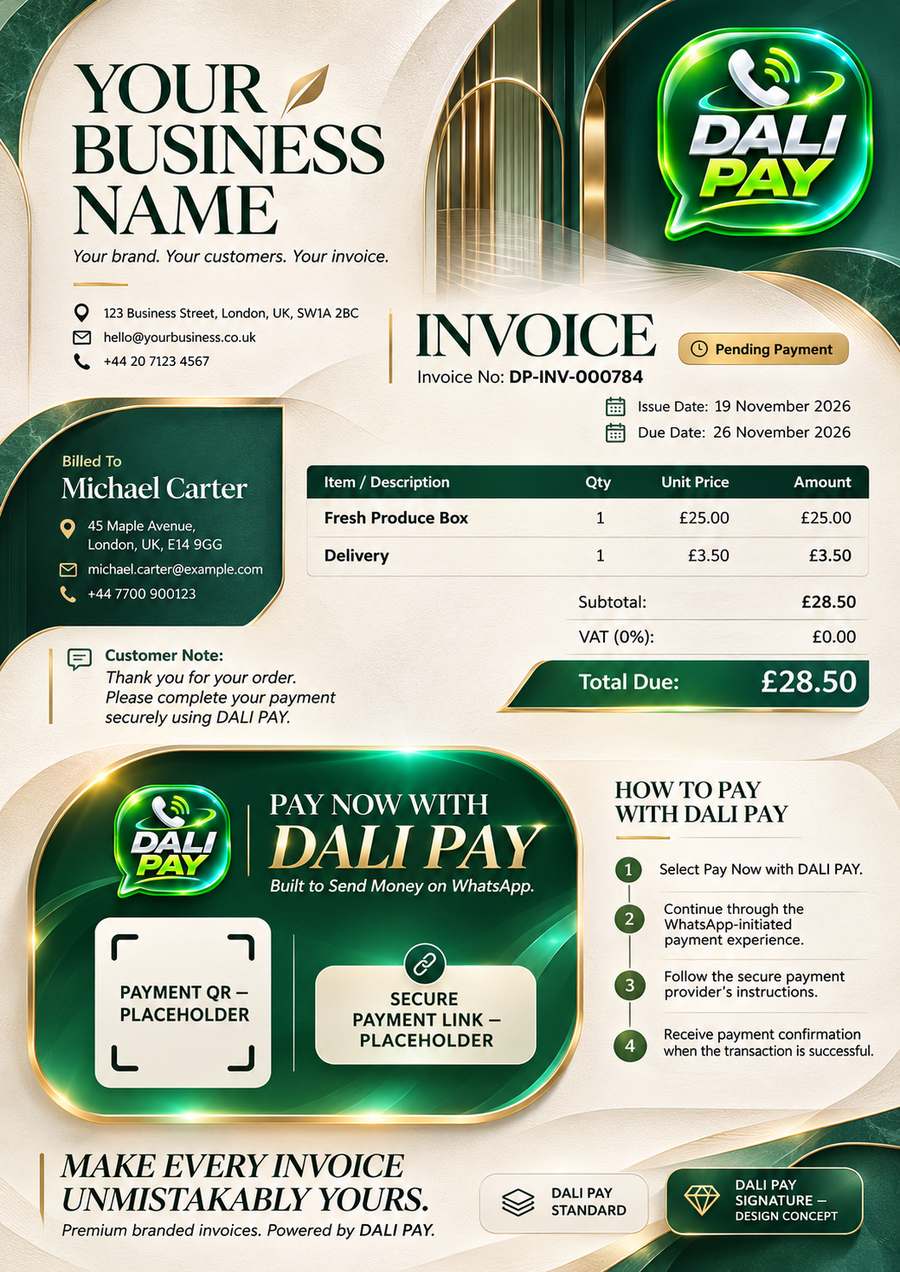 YOUR
BUSINESS
NAME
Your brand. Your customers. Your invoice.
123 Business Street, London, UK, SW1A 2BC
hello@yourbusiness.co.uk
+44 20 7123 4567
DALI
PAY
INVOICE
Invoice No: DP-INV-000784
Pending Payment
Issue Date: 19 November 2026
Due Date: 26 November 2026
Billed To
Michael Carter
45 Maple Avenue,
London, UK, E14 9GG
michael.carter@example.com
+44 7700 900123
Item / Description Qty Unit Price Amount
Fresh Produce Box 1 £25.00 £25.00
Delivery 1 £3.50 £3.50
Subtotal: £28.50
VAT (0%): £0.00
Total Due: £28.50
Customer Note:
Thank you for your order.
Please complete your payment
securely using DALI PAY.
DALI
PAY
PAY NOW WITH
DALI PAY
Built to Send Money on WhatsApp.
PAYMENT QR –
PLACEHOLDER
SECURE
PAYMENT LINK –
PLACEHOLDER
HOW TO PAY
WITH DALI PAY
1 Select Pay Now with DALI PAY.
2 Continue through the
WhatsApp-initiated
payment experience.
3 Follow the secure payment
provider's instructions.
4 Receive payment confirmation
when the transaction is successful.
MAKE EVERY INVOICE
UNMISTAKABLY YOURS.
Premium branded invoices. Powered by DALI PAY.
DALI PAY
STANDARD
DALI PAY
SIGNATURE –
DESIGN CONCEPT